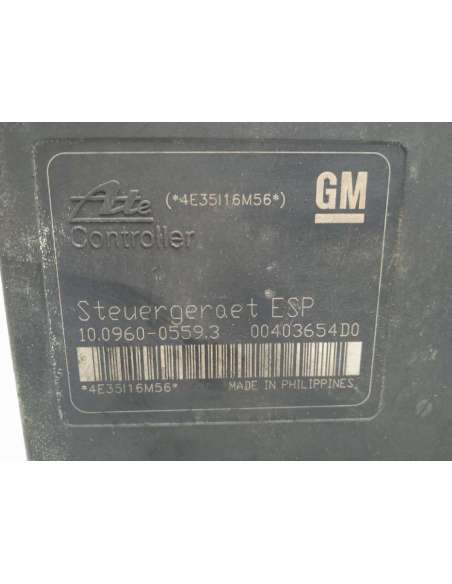 Ate (*4E35I16M56*) GM
Controller
Steuergeraet ESP
10.0960-0559.3 00403654D0
*4E35I16M56* MADE IN PHILIPPINES